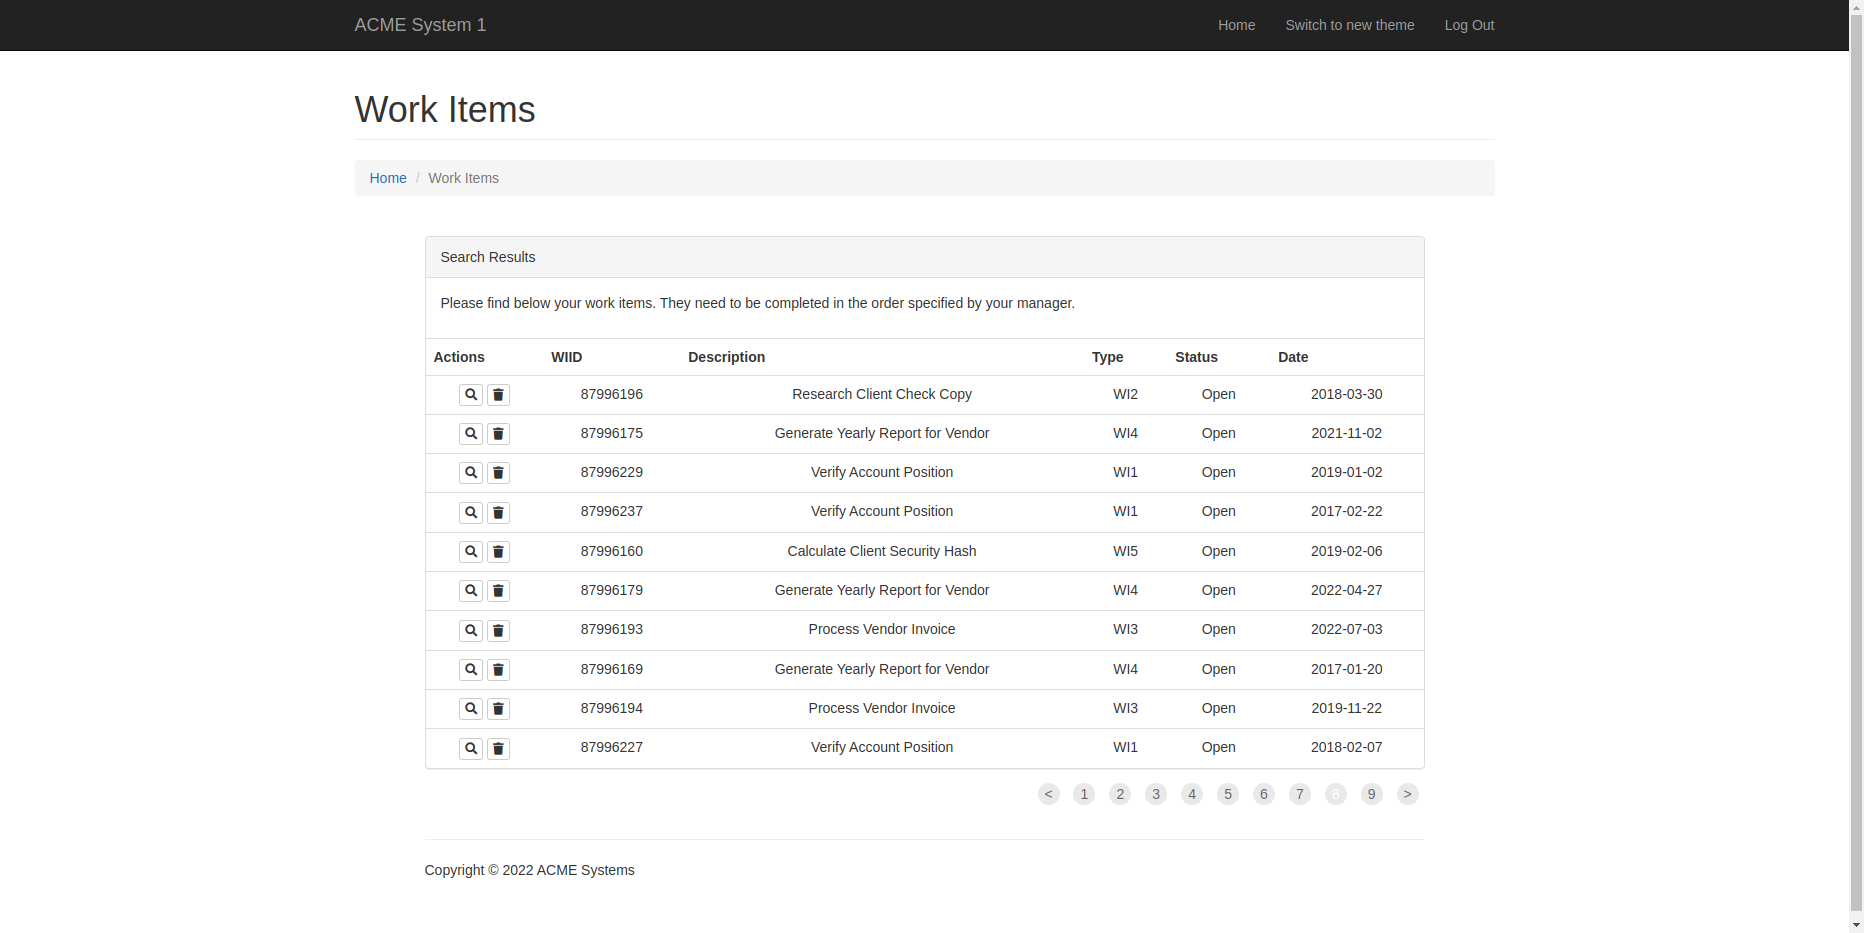 ACME System 1 Home Switch to new theme Log Out
Work Items
Home / Work Items
Search Results
Please find below your work items. They need to be completed in the order specified by your manager.
Actions WIID Description Type Status Date
87996196 Research Client Check Copy WI2 Open 2018-03-30
87996175 Generate Yearly Report for Vendor WI4 Open 2021-11-02
87996229 Verify Account Position WI1 Open 2019-01-02
87996237 Verify Account Position WI1 Open 2017-02-22
87996160 Calculate Client Security Hash WI5 Open 2019-02-06
87996179 Generate Yearly Report for Vendor WI4 Open 2022-04-27
87996193 Process Vendor Invoice WI3 Open 2022-07-03
87996169 Generate Yearly Report for Vendor WI4 Open 2017-01-20
87996194 Process Vendor Invoice WI3 Open 2019-11-22
87996227 Verify Account Position WI1 Open 2018-02-07
< 1 2 3 4 5 6 7 8 9 >
Copyright © 2022 ACME Systems